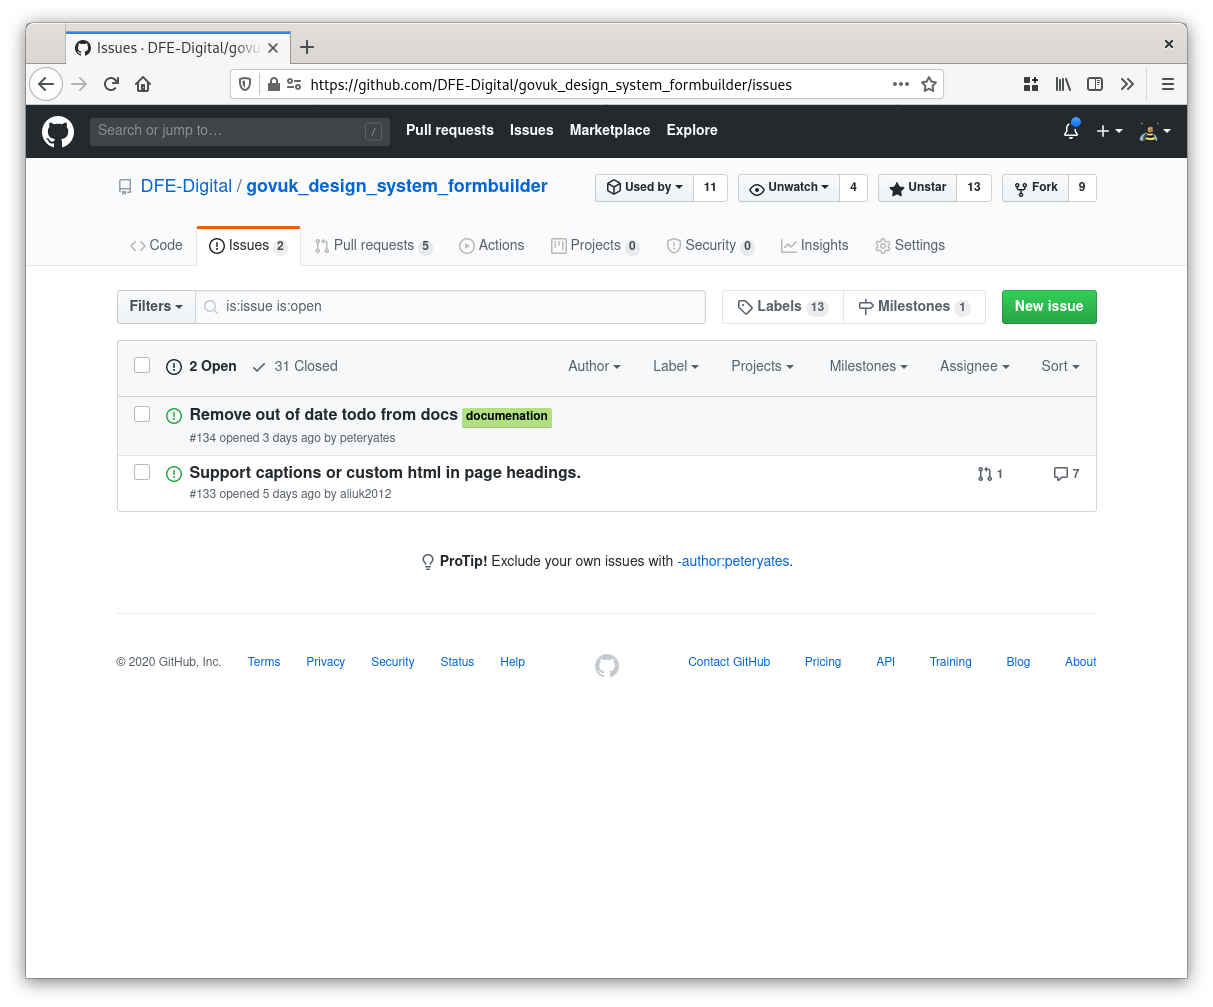 Issues · DFE-Digital/govu
https://github.com/DFE-Digital/govuk_design_system_formbuilder/issues
Search or jump to… / Pull requests Issues Marketplace Explore
DFE-Digital / govuk_design_system_formbuilder Used by 11 Unwatch 4 Unstar 13 Fork 9
Code Issues 2 Pull requests 5 Actions Projects 0 Security 0 Insights Settings
Filters is:issue is:open Labels 13 Milestones 1 New issue
2 Open 31 Closed Author Label Projects Milestones Assignee Sort
Remove out of date todo from docs documenation
#134 opened 3 days ago by peteryates
Support captions or custom html in page headings. 1 7
#133 opened 5 days ago by aliuk2012
ProTip! Exclude your own issues with -author:peteryates.
© 2020 GitHub, Inc. Terms Privacy Security Status Help Contact GitHub Pricing API Training Blog About